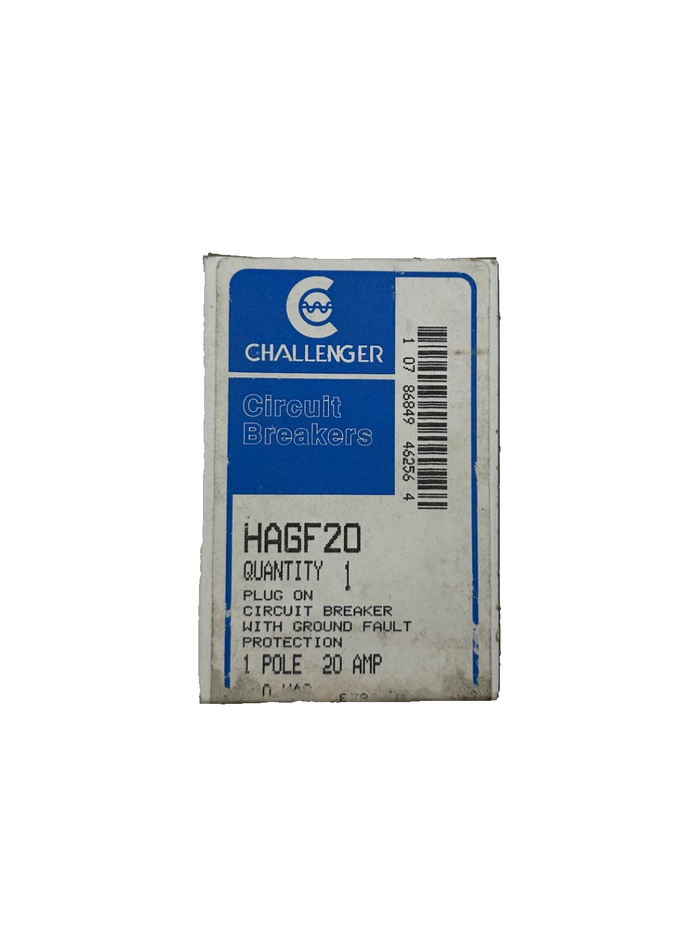 CHALLENGER
Circuit
Breakers
1 07 86849 46256 4
HAGF20
QUANTITY 1
PLUG ON
CIRCUIT BREAKER
WITH GROUND FAULT
PROTECTION
1 POLE 20 AMP